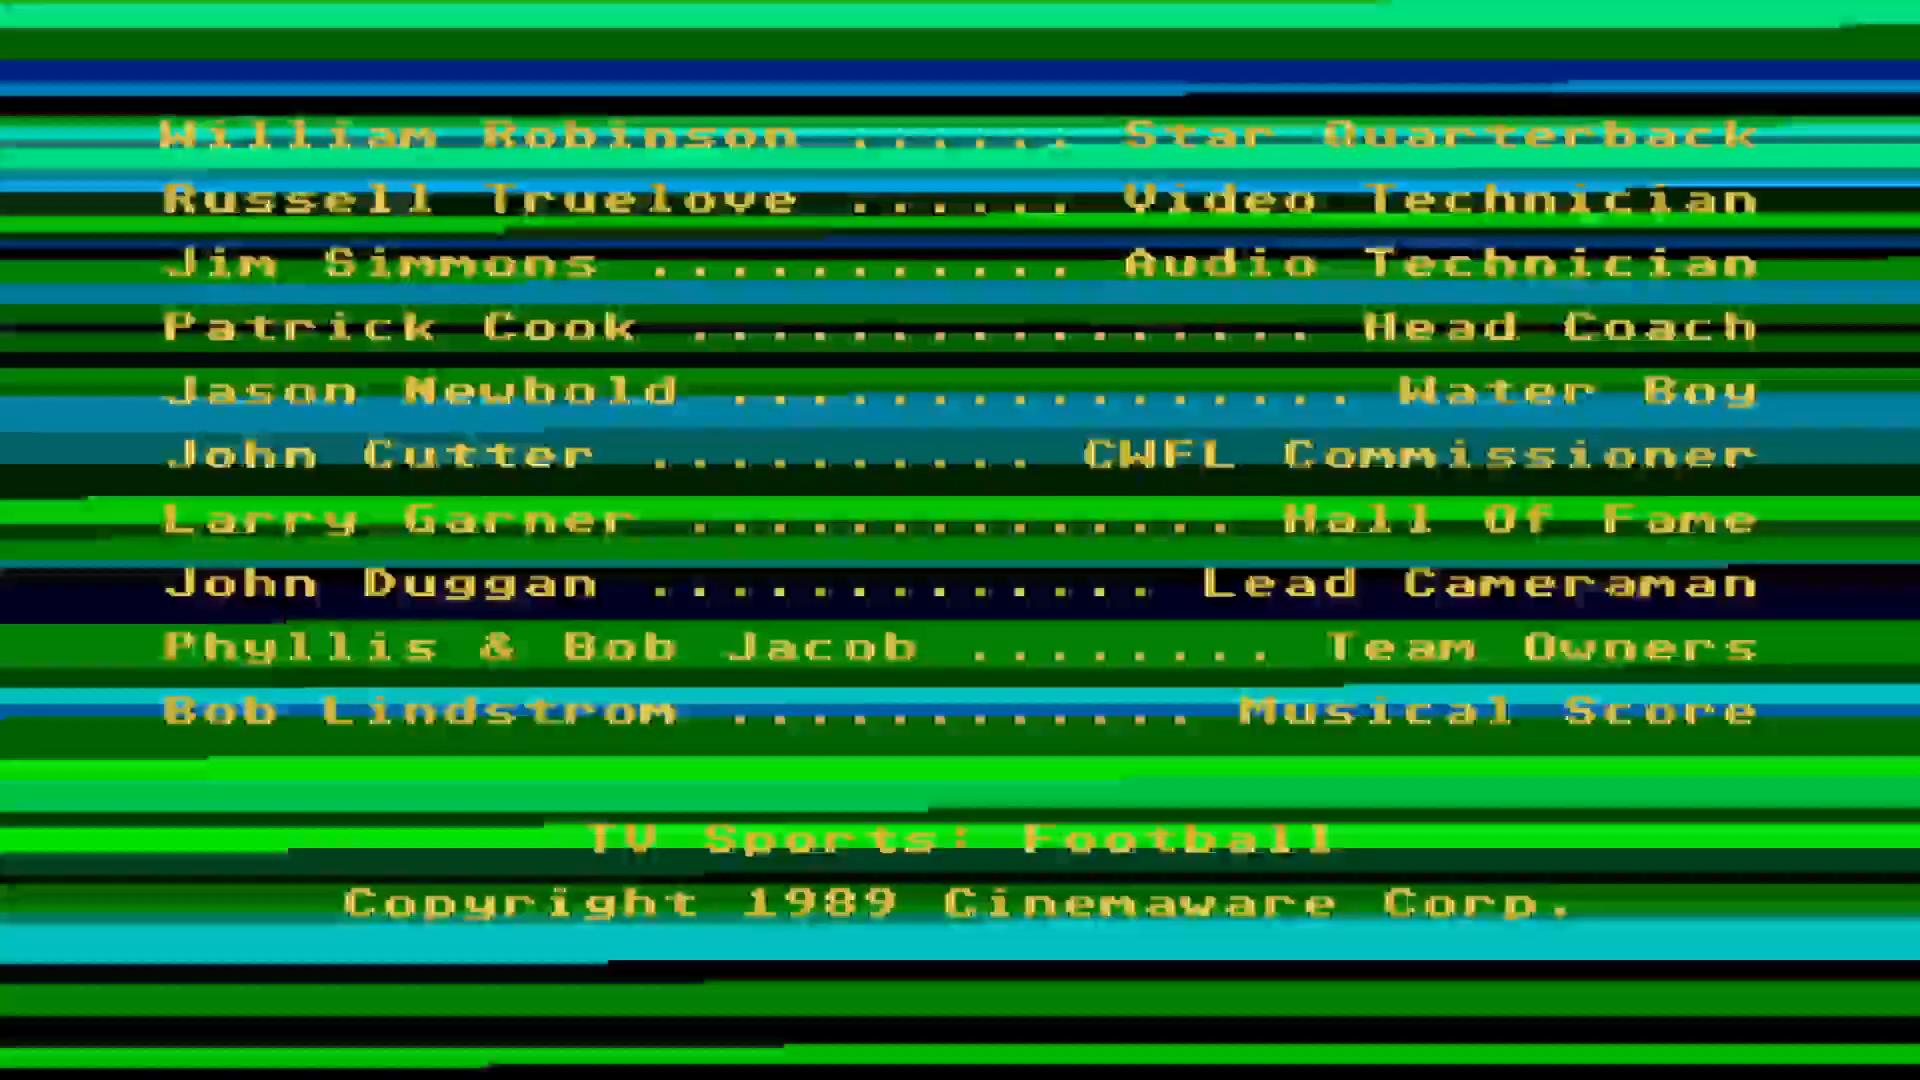 William Robinson ...... Star Quarterback
Russell Truelove ...... Video Technician
Jim Simmons ........... Audio Technician
Patrick Cook ................ Head Coach
Jason Newbold ................ Water Boy
John Cutter .......... CWFL Commissioner
Larry Garner .............. Hall Of Fame
John Duggan ............. Lead Cameraman
Phyllis & Bob Jacob ........ Team Owners
Bob Lindstrom ............ Musical Score
TV Sports: Football
Copyright 1989 Cinemaware Corp.